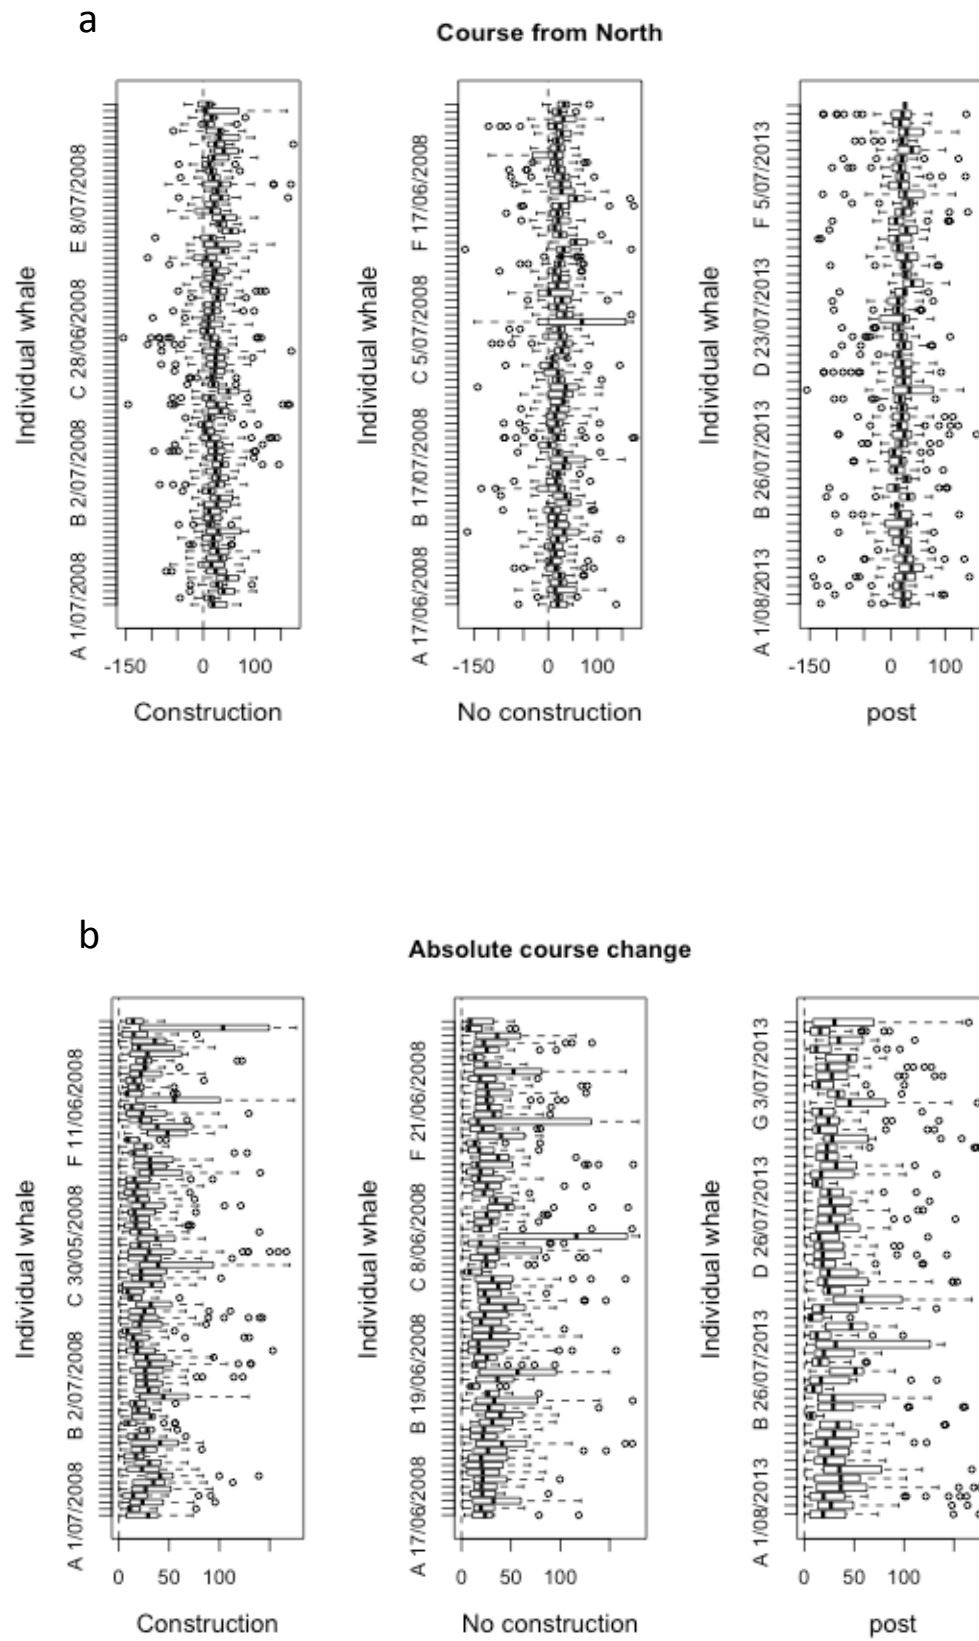 a
Course from North
Individual whale
A 1/07/2008 B 2/07/2008 C 28/06/2008 E 8/07/2008
-150 0 100
Construction
Individual whale
A 17/06/2008 B 17/07/2008 C 5/07/2008 F 17/06/2008
-150 0 100
No construction
Individual whale
A 1/08/2013 B 26/07/2013 D 23/07/2013 F 5/07/2013
-150 0 100
post
b
Absolute course change
Individual whale
A 1/07/2008 B 2/07/2008 C 30/05/2008 F 11/06/2008
0 50 100
Construction
Individual whale
A 17/06/2008 B 19/06/2008 C 8/06/2008 F 21/06/2008
0 50 100
No construction
Individual whale
A 1/08/2013 B 26/07/2013 D 26/07/2013 G 3/07/2013
0 50 100
post